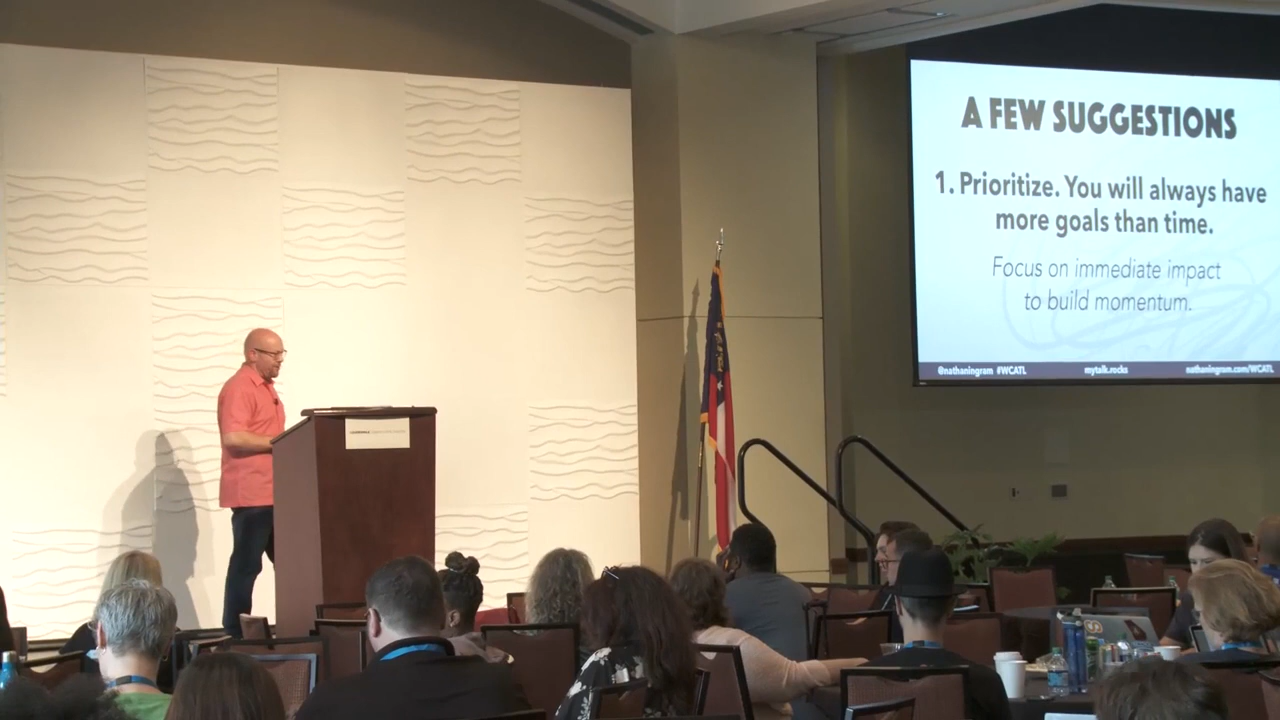 A FEW SUGGESTIONS
1. Prioritize. You will always have
more goals than time.
Focus on immediate impact
to build momentum.
@nathaningram #WCATL
mytalk.rocks
nathaningram.com/WCATL